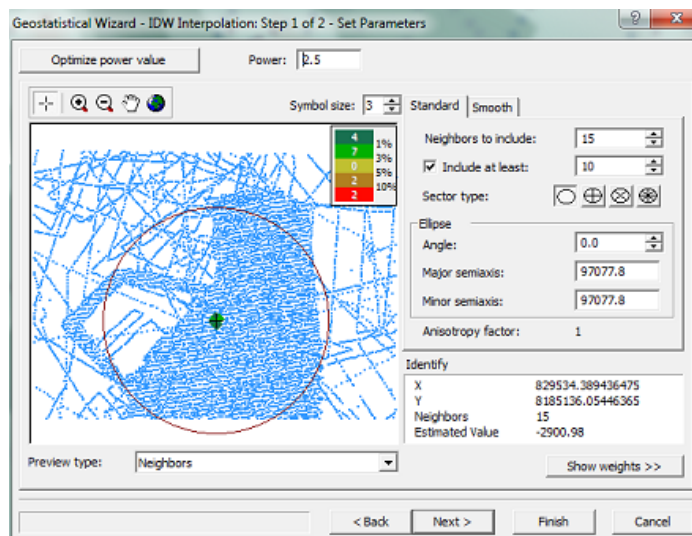 Geostatistical Wizard - IDW Interpolation: Step 1 of 2 - Set Parameters
Optimize power value
Power: 2.5
Symbol size: 3
Standard Smooth
4
7
0
2
2
1%
3%
5%
10%
Neighbors to include: 15
Include at least: 10
Sector type:
Ellipse
Angle: 0.0
Major semiaxis: 97077.8
Minor semiaxis: 97077.8
Anisotropy factor: 1
Identify
X 829534.389436475
Y 8185136.05446365
Neighbors 15
Estimated Value -2900.98
Preview type: Neighbors
Show weights >>
< Back Next > Finish Cancel